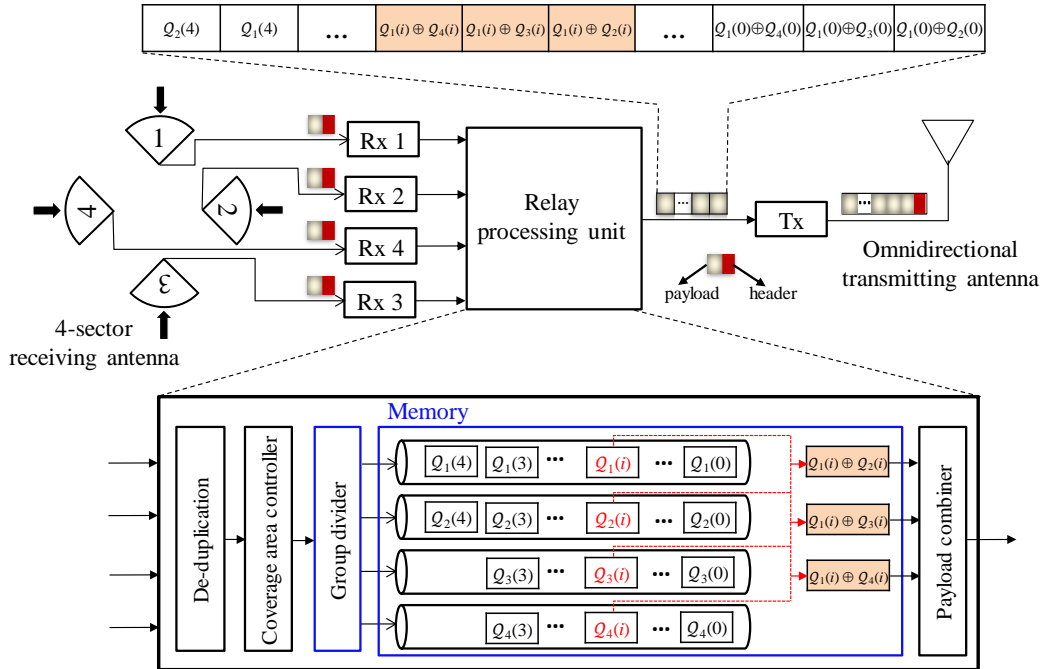 Q₂(4) Q₁(4) ... Q₁(i) ⊕ Q₄(i) Q₁(i) ⊕ Q₃(i) Q₁(i) ⊕ Q₂(i) ... Q₁(0)⊕Q₄(0) Q₁(0)⊕Q₃(0) Q₁(0)⊕Q₂(0)
1
Rx 1
2
Rx 2
4
Rx 4
3
Rx 3
4-sector
receiving antenna
Relay
processing unit
...
Tx
...
payload
header
Omnidirectional
transmitting antenna
De-duplication
Coverage area controller
Group divider
Memory
Q₁(4) Q₁(3) ... Q₁(i) ... Q₁(0)
Q₂(4) Q₂(3) ... Q₂(i) ... Q₂(0)
Q₃(3) ... Q₃(i) ... Q₃(0)
Q₄(3) ... Q₄(i) ... Q₄(0)
Q₁(i) ⊕ Q₂(i)
Q₁(i) ⊕ Q₃(i)
Q₁(i) ⊕ Q₄(i)
Payload combiner